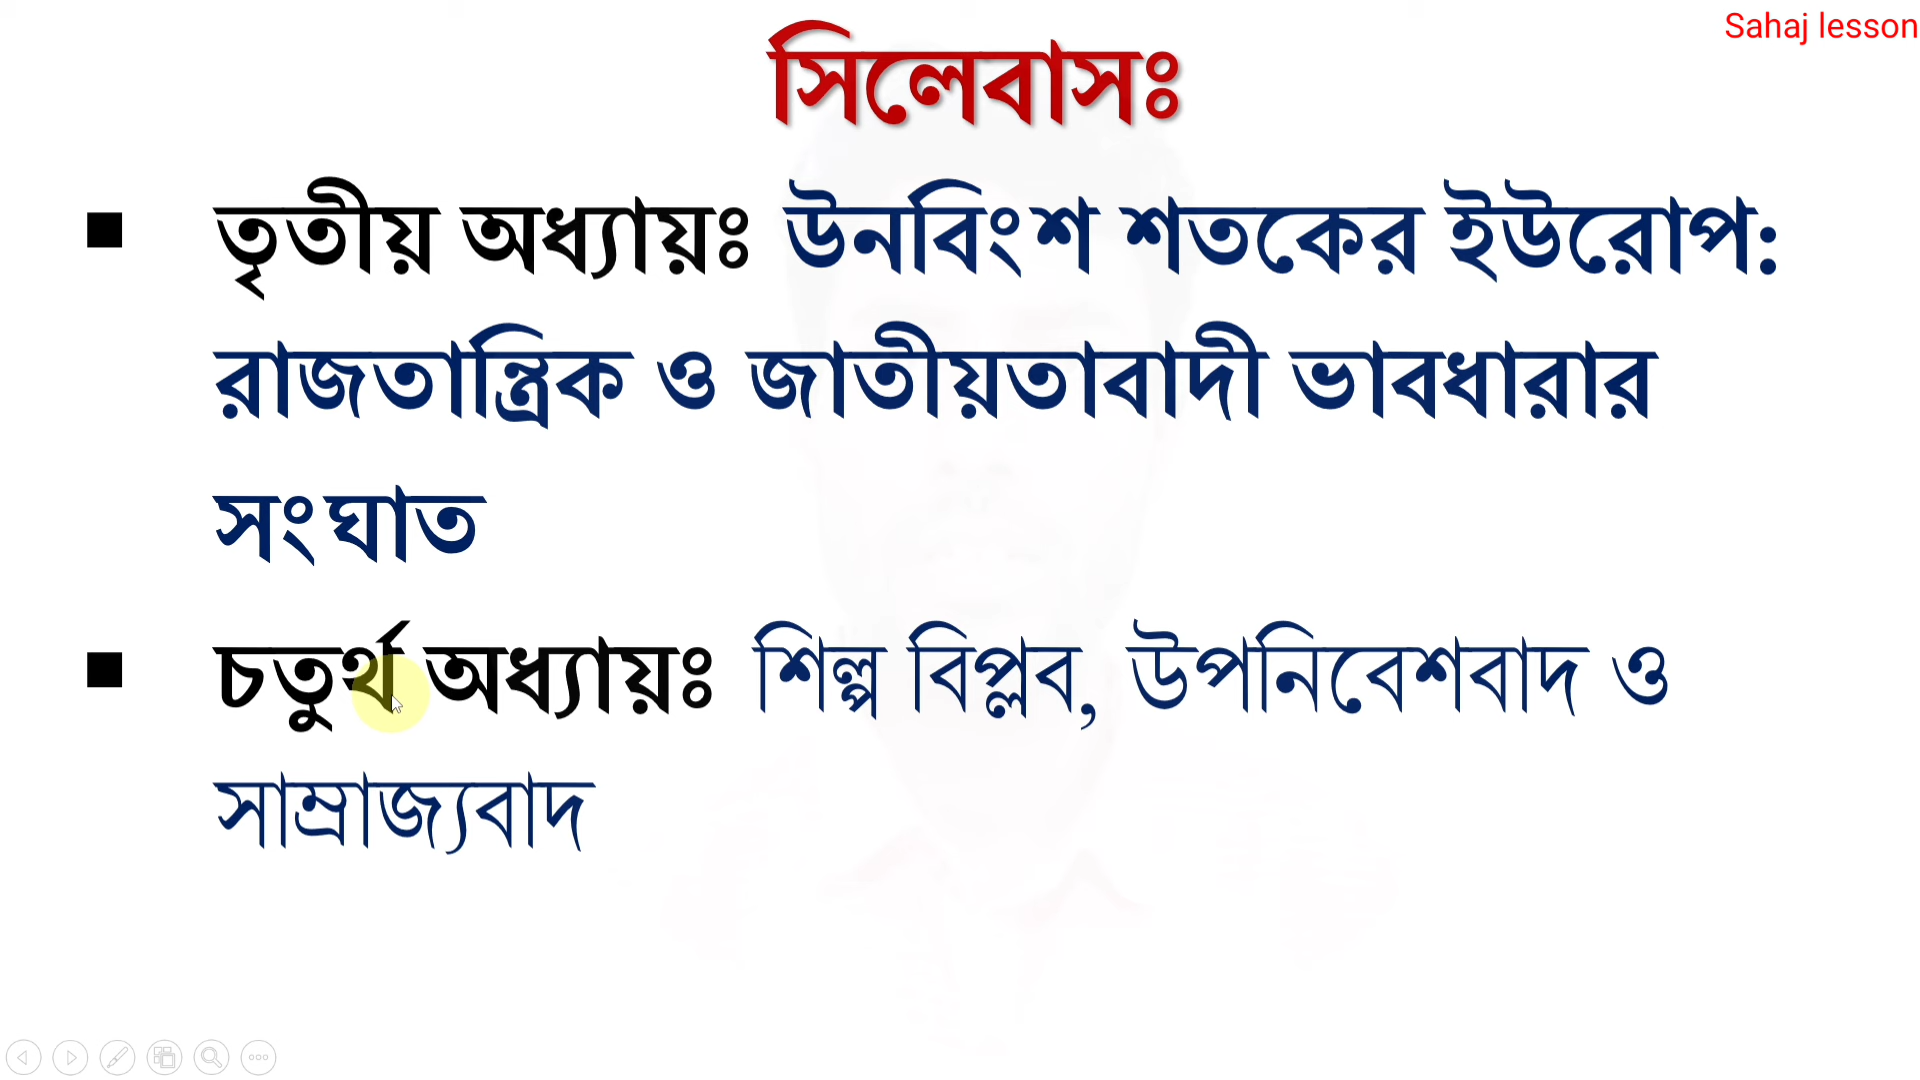 Sahaj lesson
সিলেবাসঃ
▪ তৃতীয় অধ্যায়ঃ উনবিংশ শতকের ইউরোপ:
রাজতান্ত্রিক ও জাতীয়তাবাদী ভাবধারার
সংঘাত
▪ চতুর্থ অধ্যায়ঃ শিল্প বিপ্লব, উপনিবেশবাদ ও
সাম্রাজ্যবাদ